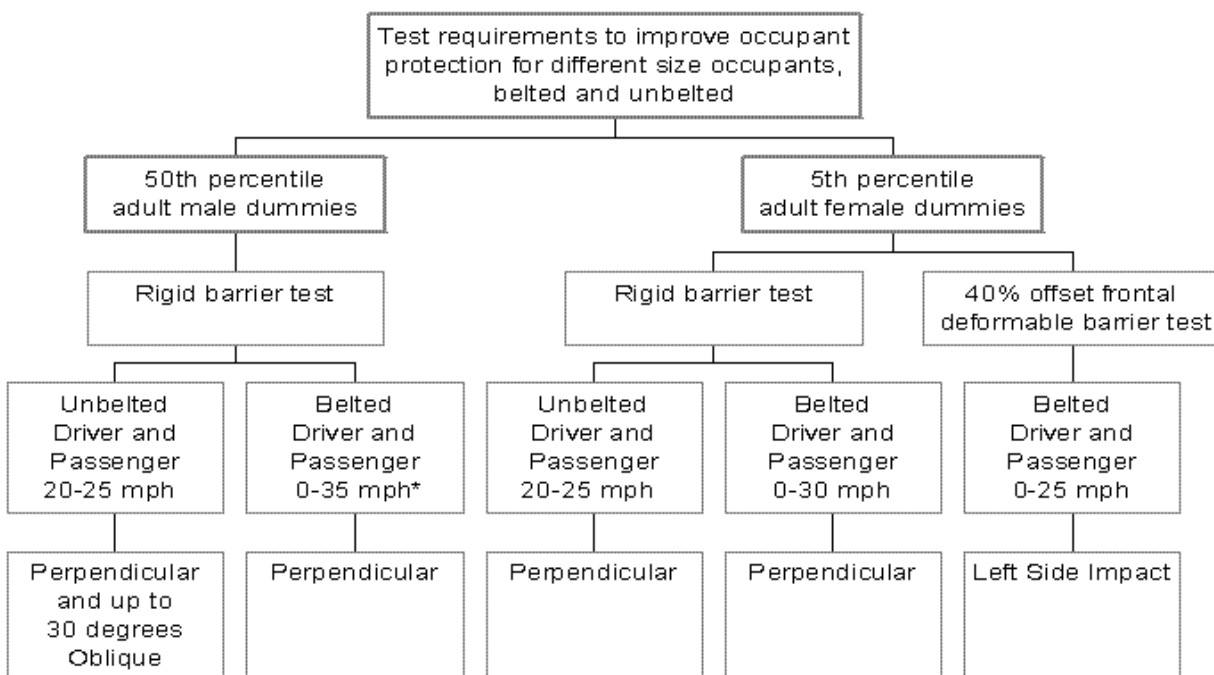 Test requirements to improve occupant
protection for different size occupants,
belted and unbelted
50th percentile
adult male dummies
5th percentile
adult female dummies
Rigid barrier test
Rigid barrier test
40% offset frontal
deformable barrier test
Unbelted
Driver and
Passenger
20-25 mph
Belted
Driver and
Passenger
0-35 mph*
Unbelted
Driver and
Passenger
20-25 mph
Belted
Driver and
Passenger
0-30 mph
Belted
Driver and
Passenger
0-25 mph
Perpendicular
and up to
30 degrees
Oblique
Perpendicular
Perpendicular
Perpendicular
Left Side Impact